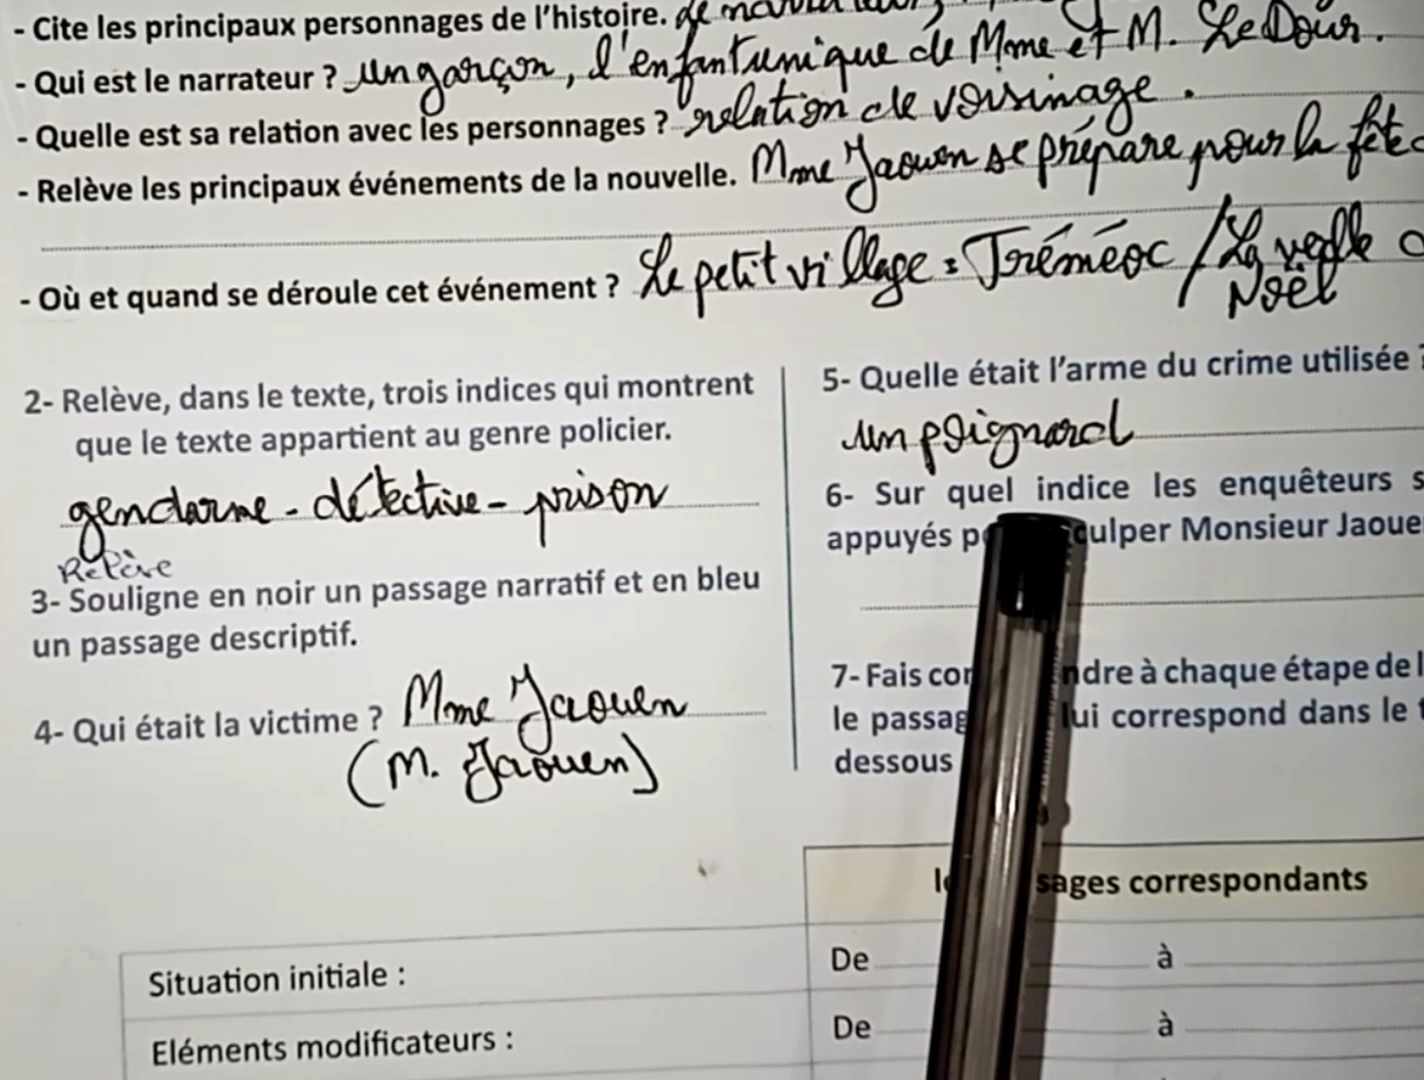 - Cite les principaux personnages de l'histoire.
- Qui est le narrateur ? un garçon, l'enfant unique de Mme et M. Le Dour.
- Quelle est sa relation avec les personnages ? relation de voisinage.
- Relève les principaux événements de la nouvelle. Mme Jaouen se prépare pour la fête
- Où et quand se déroule cet événement ? Le petit village : Tréméoc / La veille
Noël
2- Relève, dans le texte, trois indices qui montrent
que le texte appartient au genre policier.
gendarme - détective - prison
Relève
3- Souligne en noir un passage narratif et en bleu
un passage descriptif.
4- Qui était la victime ? Mme Jaouen
(M. Jaouen)
5- Quelle était l'arme du crime utilisée ?
un poignard
6- Sur quel indice les enquêteurs s
appuyés p culper Monsieur Jaoue
7- Fais cor ndre à chaque étape de l
le passag lui correspond dans le t
dessous
sages correspondants
Situation initiale : De à
Eléments modificateurs : De à